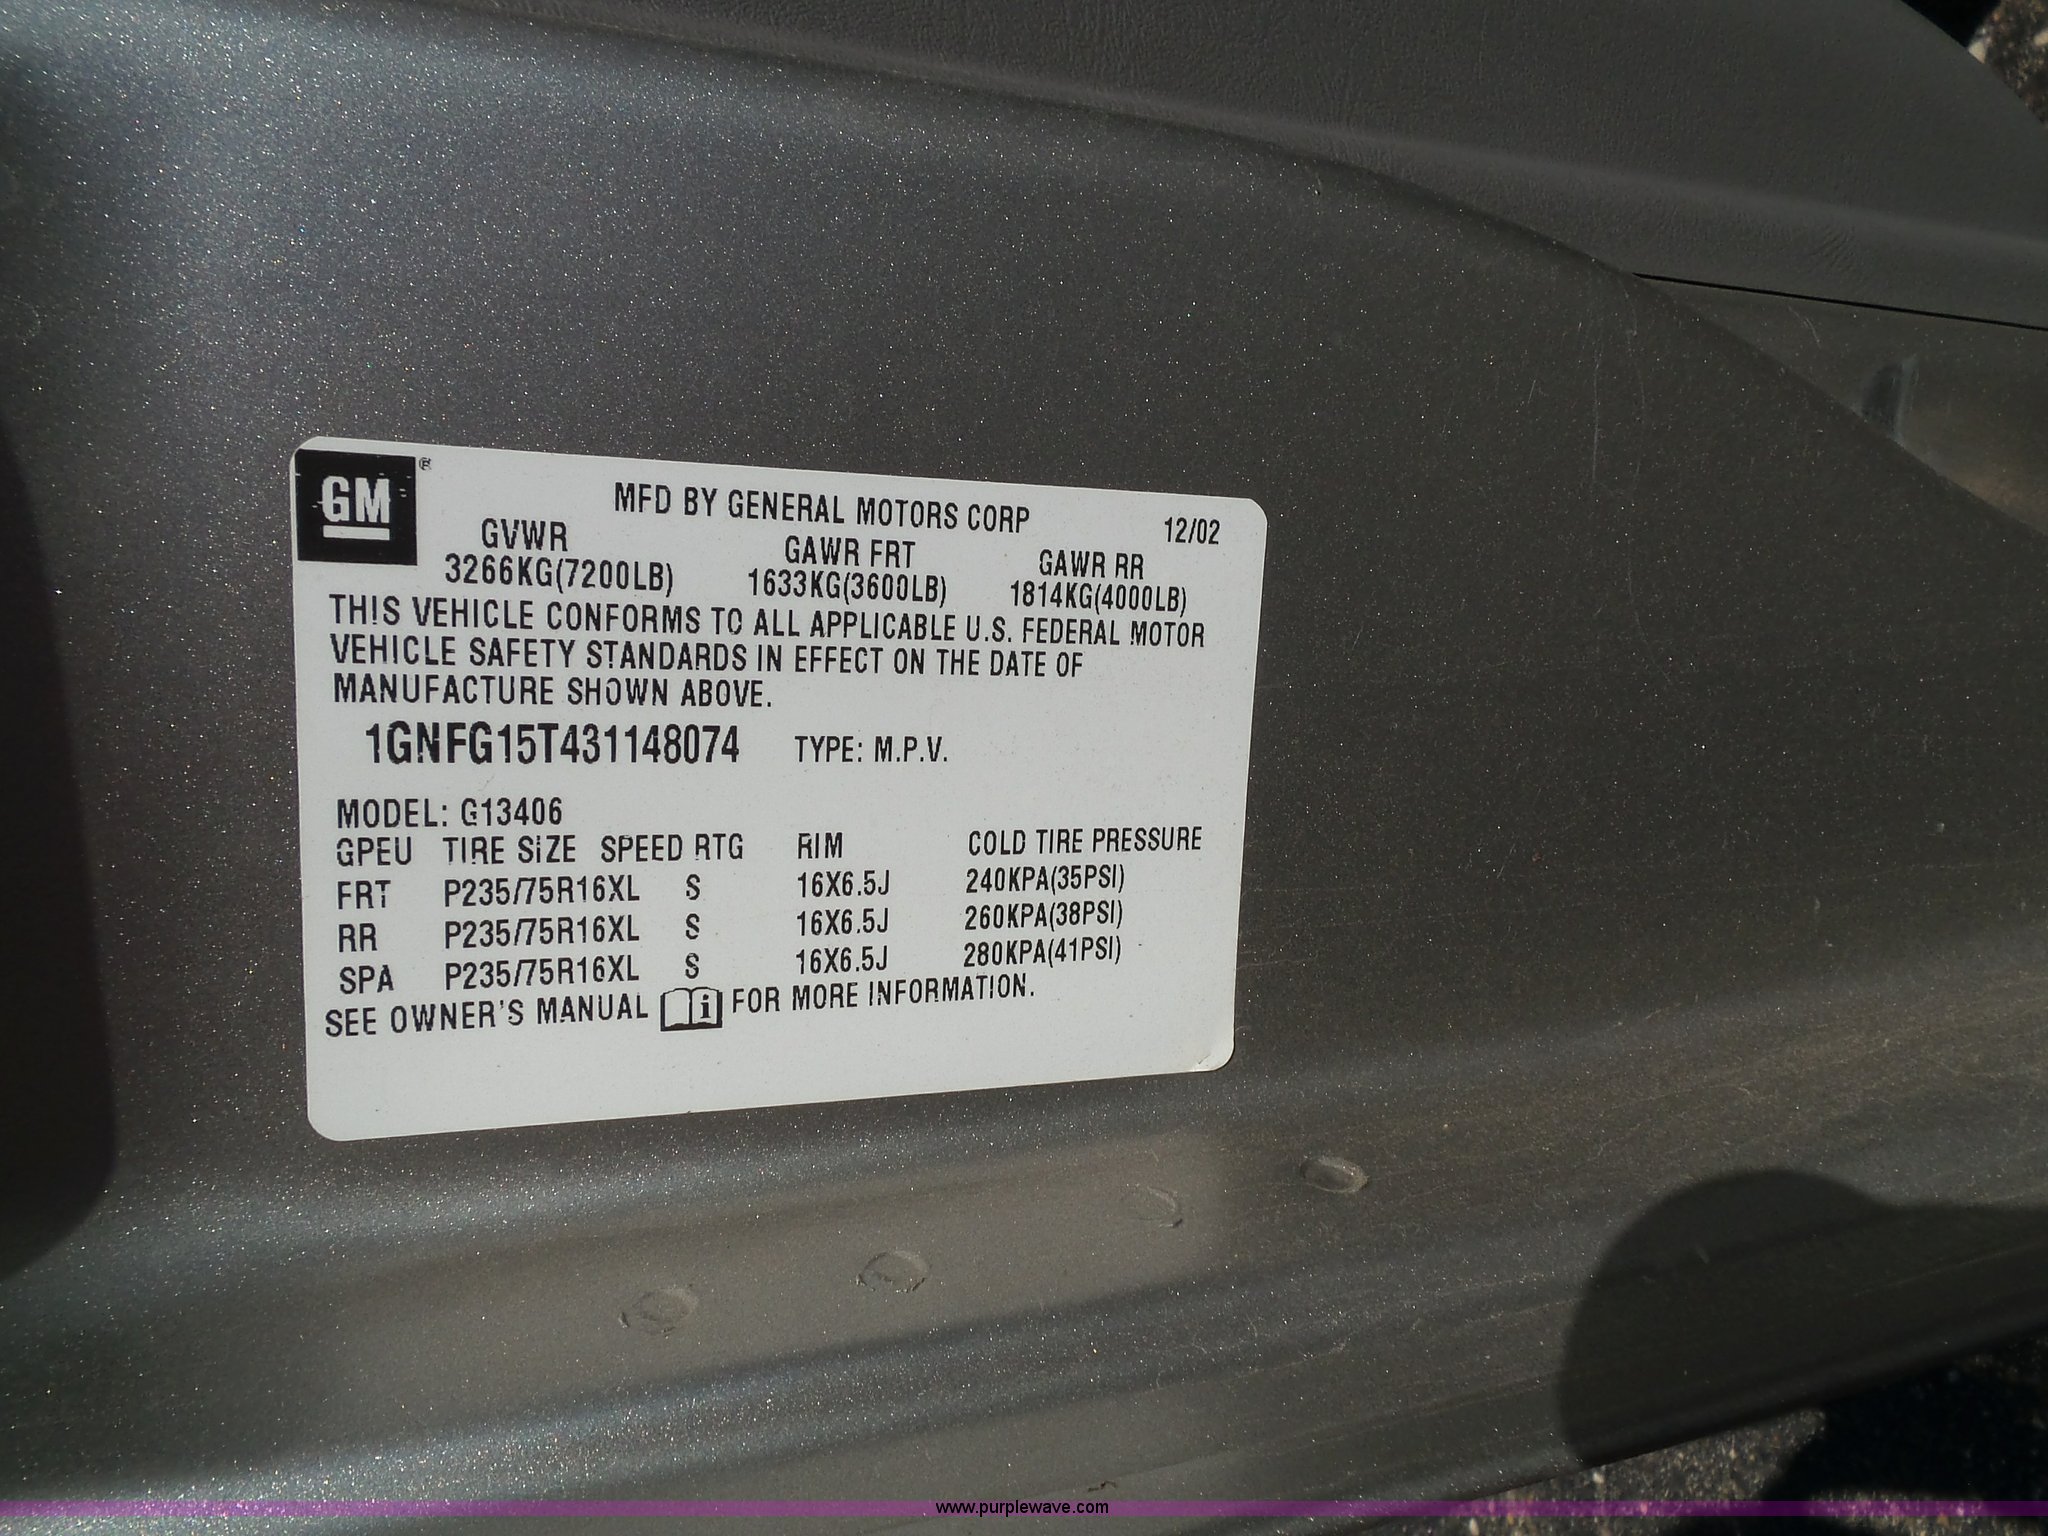 GM ®
MFD BY GENERAL MOTORS CORP 12/02
GVWR GAWR FRT GAWR RR
3266KG(7200LB) 1633KG(3600LB) 1814KG(4000LB)
THIS VEHICLE CONFORMS TO ALL APPLICABLE U.S. FEDERAL MOTOR
VEHICLE SAFETY STANDARDS IN EFFECT ON THE DATE OF
MANUFACTURE SHOWN ABOVE.
1GNFG15T431148074 TYPE: M.P.V.
MODEL: G13406
GPEU TIRE SIZE SPEED RTG RIM COLD TIRE PRESSURE
FRT P235/75R16XL S 16X6.5J 240KPA(35PSI)
RR P235/75R16XL S 16X6.5J 260KPA(38PSI)
SPA P235/75R16XL S 16X6.5J 280KPA(41PSI)
SEE OWNER'S MANUAL i FOR MORE INFORMATION.
www.purplewave.com